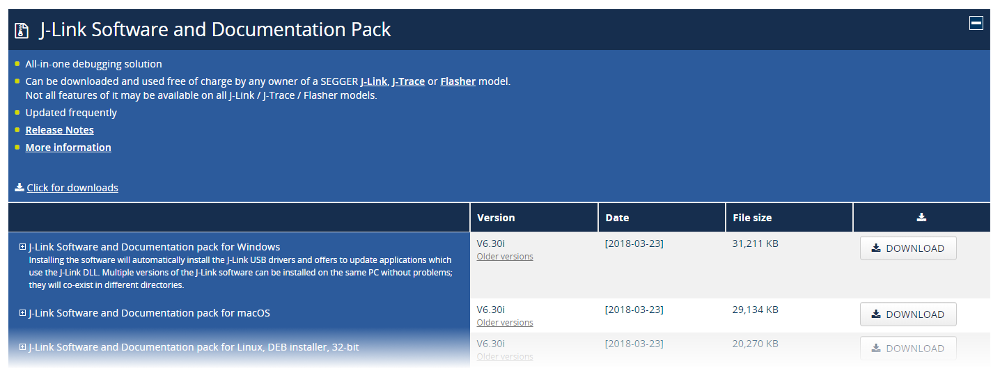 J-Link Software and Documentation Pack
All-in-one debugging solution
Can be downloaded and used free of charge by any owner of a SEGGER J-Link, J-Trace or Flasher model.
Not all features of it may be available on all J-Link / J-Trace / Flasher models.
Updated frequently
Release Notes
More information
Click for downloads
Version Date File size
J-Link Software and Documentation pack for Windows V6.30i [2018-03-23] 31,211 KB DOWNLOAD
Older versions
Installing the software will automatically install the J-Link USB drivers and offers to update applications which
use the J-Link DLL. Multiple versions of the J-Link software can be installed on the same PC without problems;
they will co-exist in different directories.
J-Link Software and Documentation pack for macOS V6.30i [2018-03-23] 29,134 KB DOWNLOAD
Older versions
J-Link Software and Documentation pack for Linux, DEB installer, 32-bit V6.30i [2018-03-23] 20,270 KB DOWNLOAD
Older versions